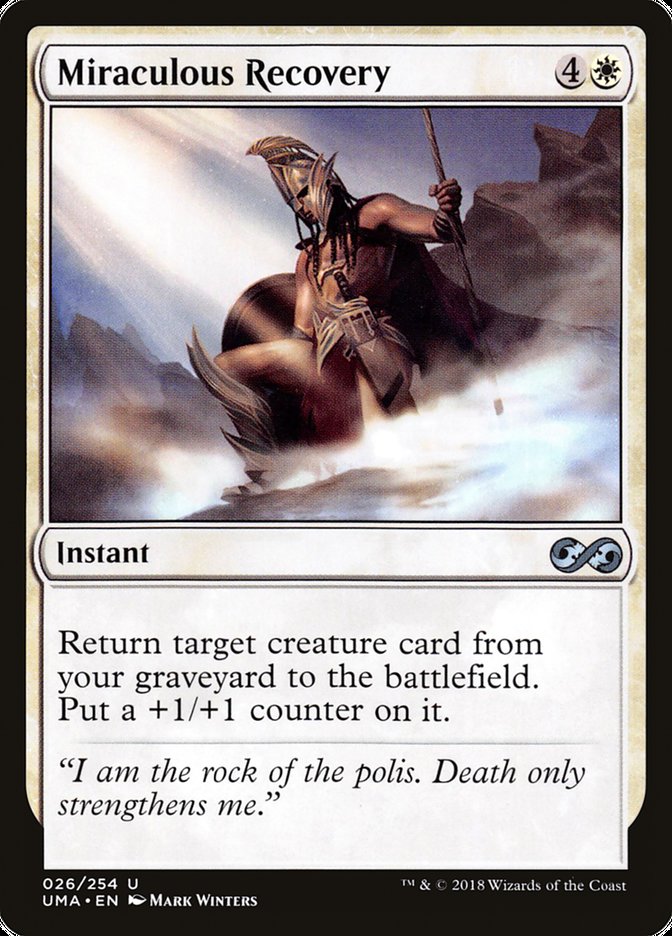 Miraculous Recovery 4
Instant
Return target creature card from
your graveyard to the battlefield.
Put a +1/+1 counter on it.
“I am the rock of the polis. Death only
strengthens me.”
026/254 U
™ & © 2018 Wizards of the Coast
UMA • EN Mark Winters